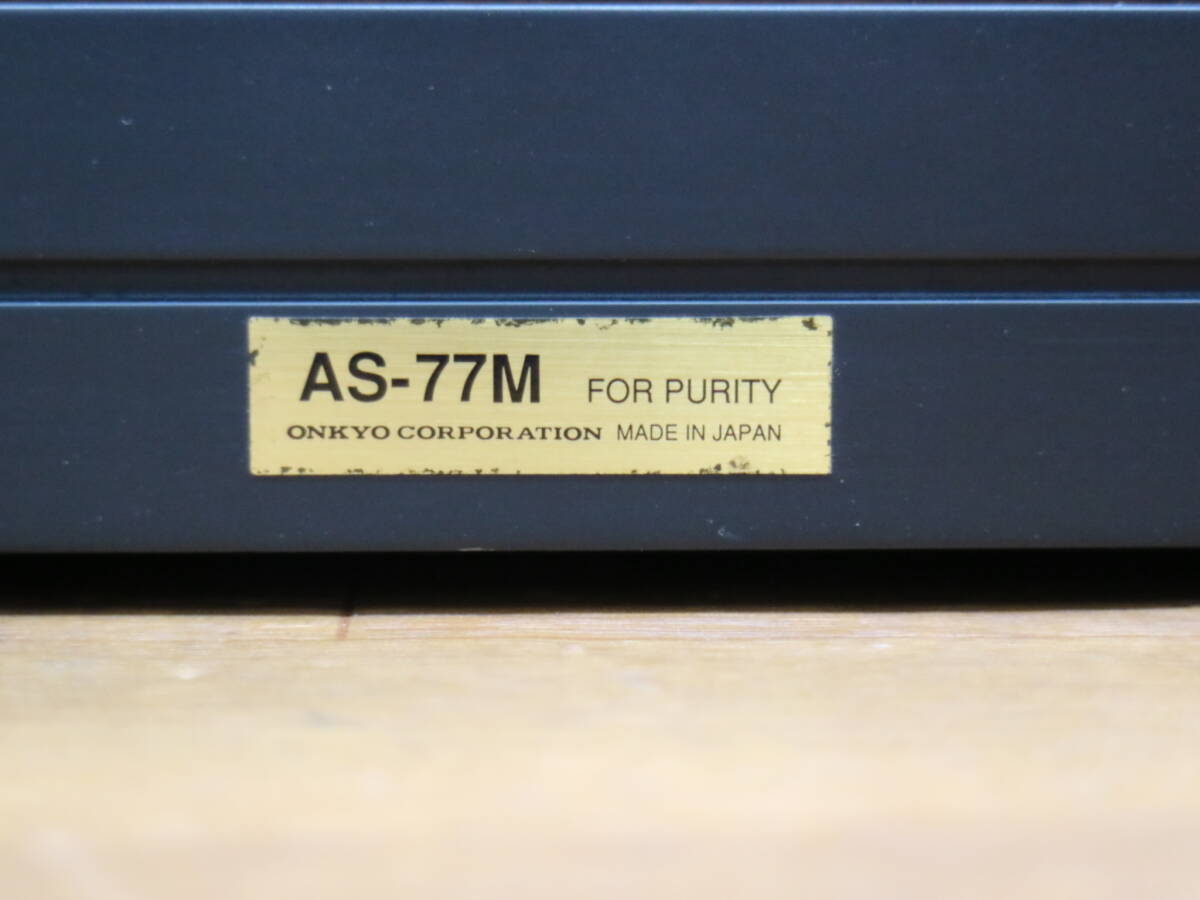 AS-77M FOR PURITY
ONKYO CORPORATION MADE IN JAPAN